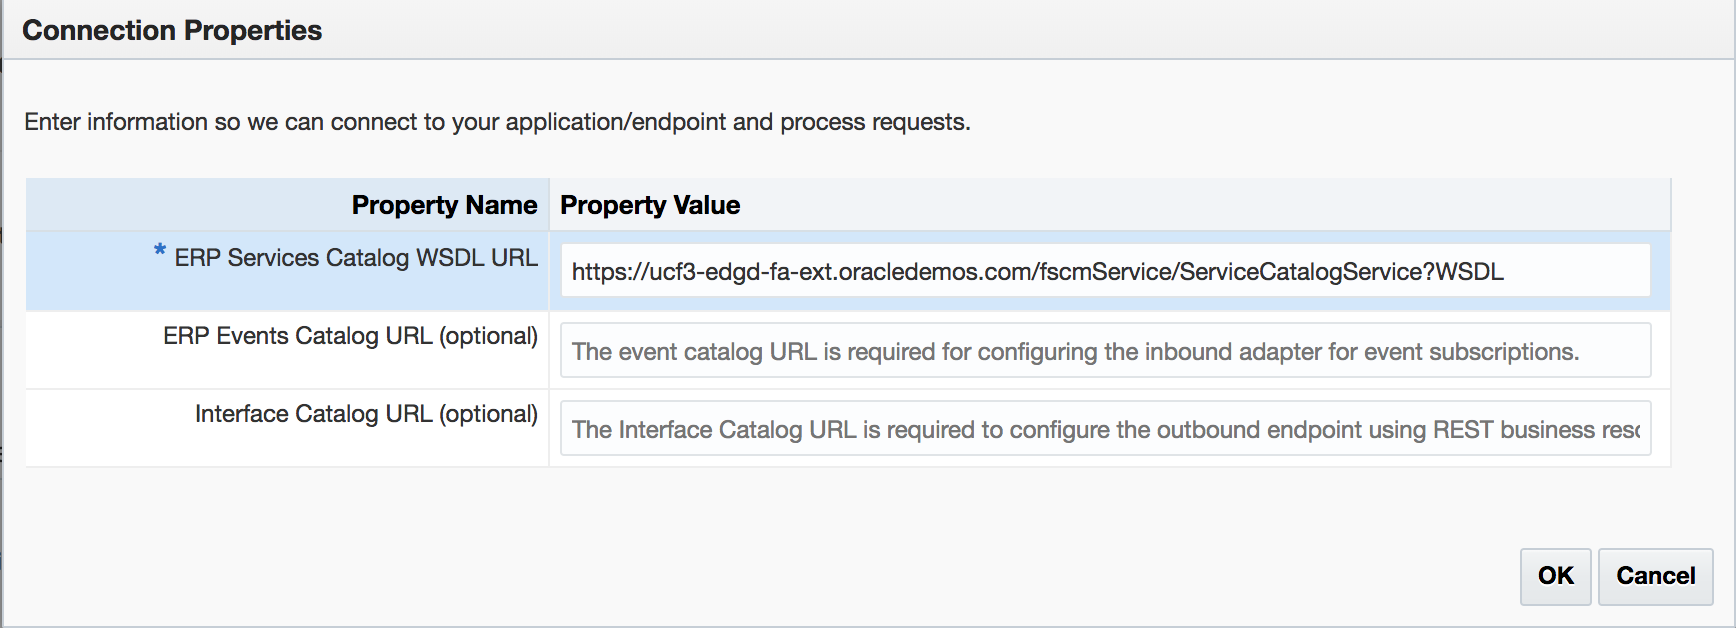 Connection Properties
Enter information so we can connect to your application/endpoint and process requests.
Property Name Property Value
* ERP Services Catalog WSDL URL https://ucf3-edgd-fa-ext.oracledemos.com/fscmService/ServiceCatalogService?WSDL
ERP Events Catalog URL (optional) The event catalog URL is required for configuring the inbound adapter for event subscriptions.
Interface Catalog URL (optional) The Interface Catalog URL is required to configure the outbound endpoint using REST business
OK Cancel